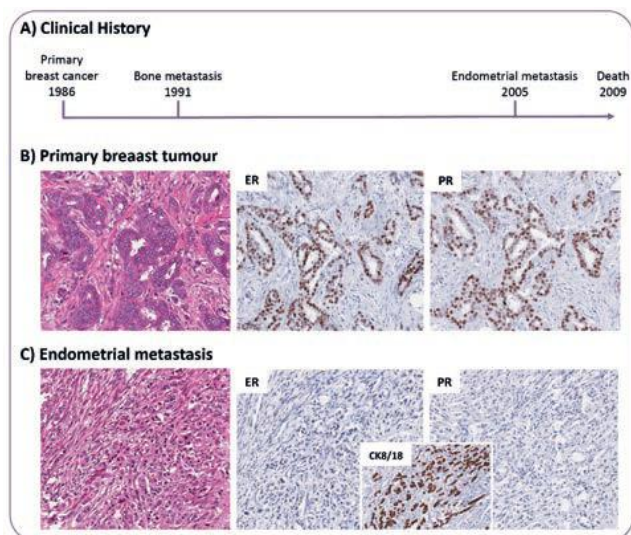 A) Clinical History
Primary
breast cancer
1986
Bone metastasis
1991
Endometrial metastasis
2005
Death
2009
B) Primary breaast tumour
ER
PR
C) Endometrial metastasis
ER
PR
CK8/18